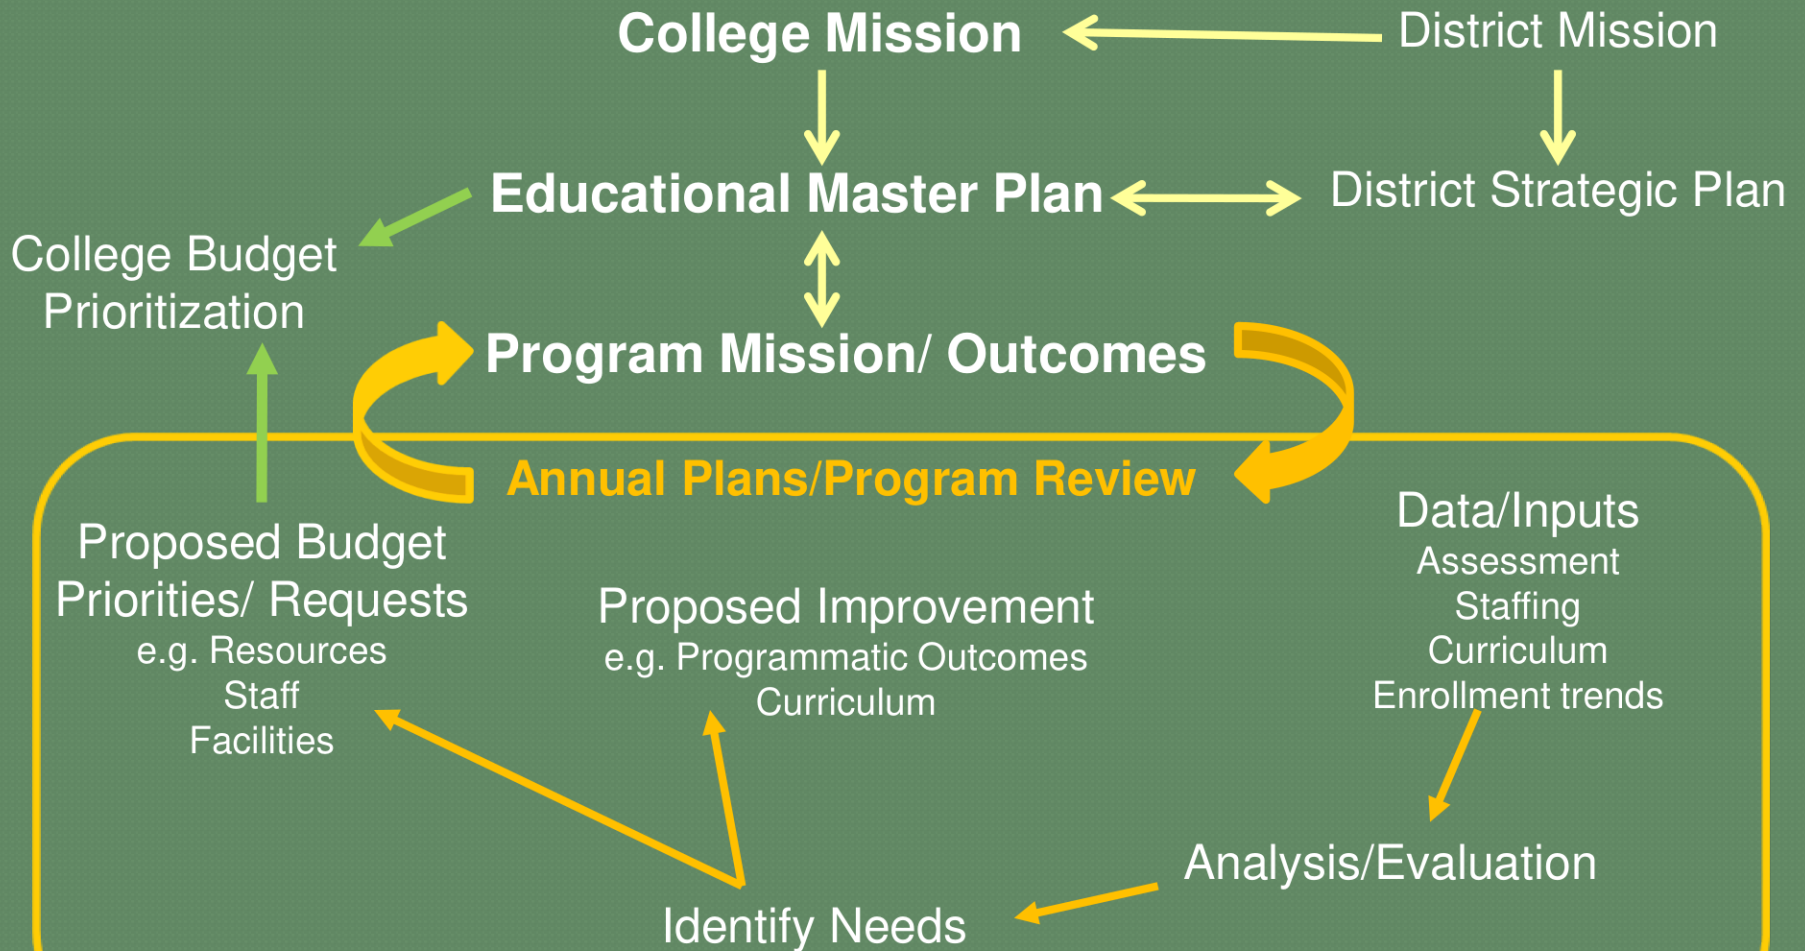 College Mission
District Mission
Educational Master Plan
District Strategic Plan
College Budget
Prioritization
Program Mission/ Outcomes
Annual Plans/Program Review
Proposed Budget
Priorities/ Requests
e.g. Resources
Staff
Facilities
Proposed Improvement
e.g. Programmatic Outcomes
Curriculum
Data/Inputs
Assessment
Staffing
Curriculum
Enrollment trends
Analysis/Evaluation
Identify Needs